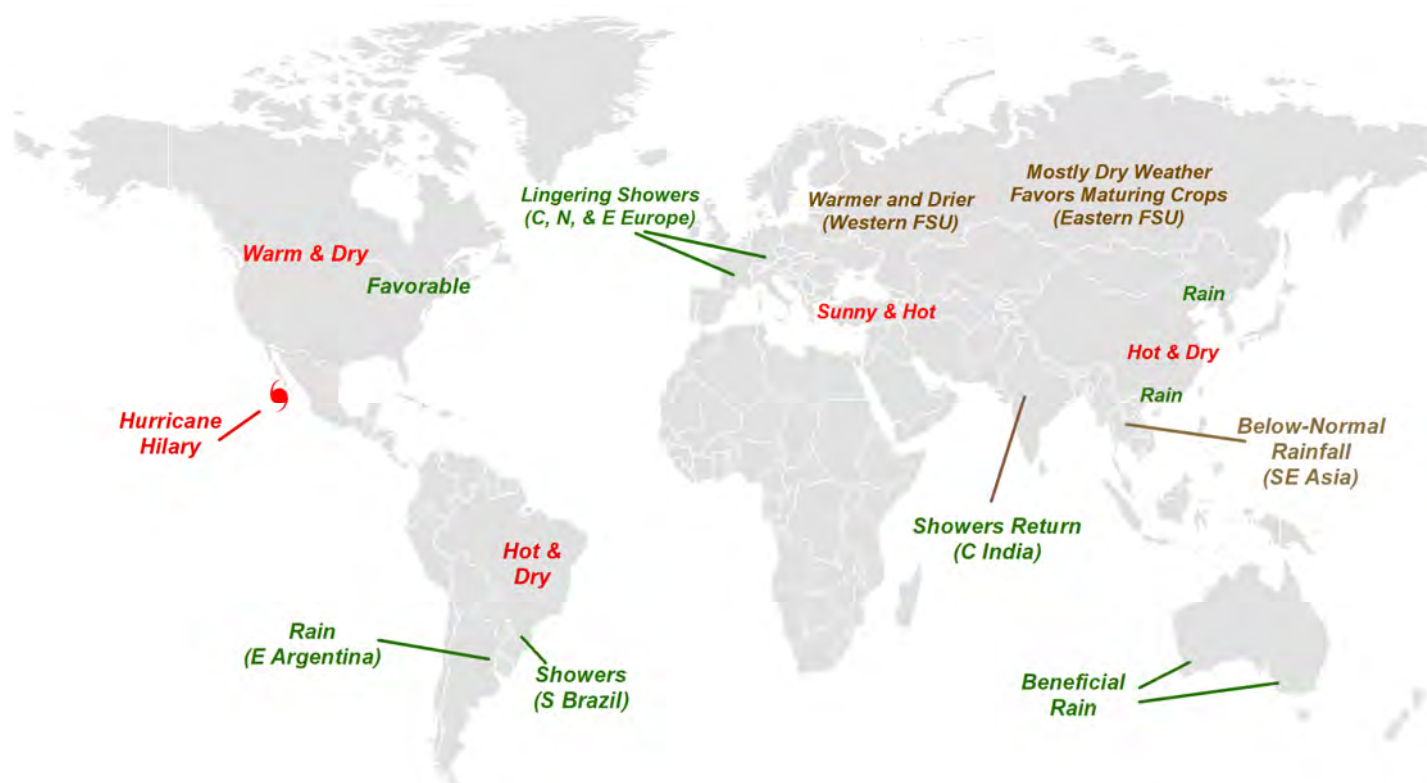 Lingering Showers
(C, N, & E Europe)
Warmer and Drier
(Western FSU)
Mostly Dry Weather
Favors Maturing Crops
(Eastern FSU)
Warm & Dry
Favorable
Sunny & Hot
Rain
Hot & Dry
Rain
Hurricane
Hilary
Below-Normal
Rainfall
(SE Asia)
Showers Return
(C India)
Hot &
Dry
Rain
(E Argentina)
Showers
(S Brazil)
Beneficial
Rain